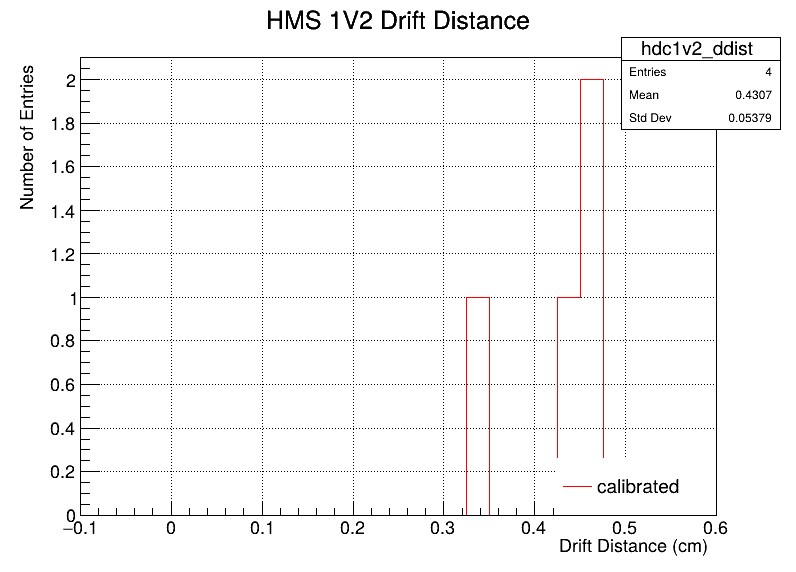 HMS 1V2 Drift Distance
hdc1v2_ddist
Entries 4
Mean 0.4307
Std Dev 0.05379
Number of Entries
2
1.8
1.6
1.4
1.2
1
0.8
0.6
0.4
0.2
0
calibrated
−0.1 0 0.1 0.2 0.3 0.4 0.5 0.6
Drift Distance (cm)